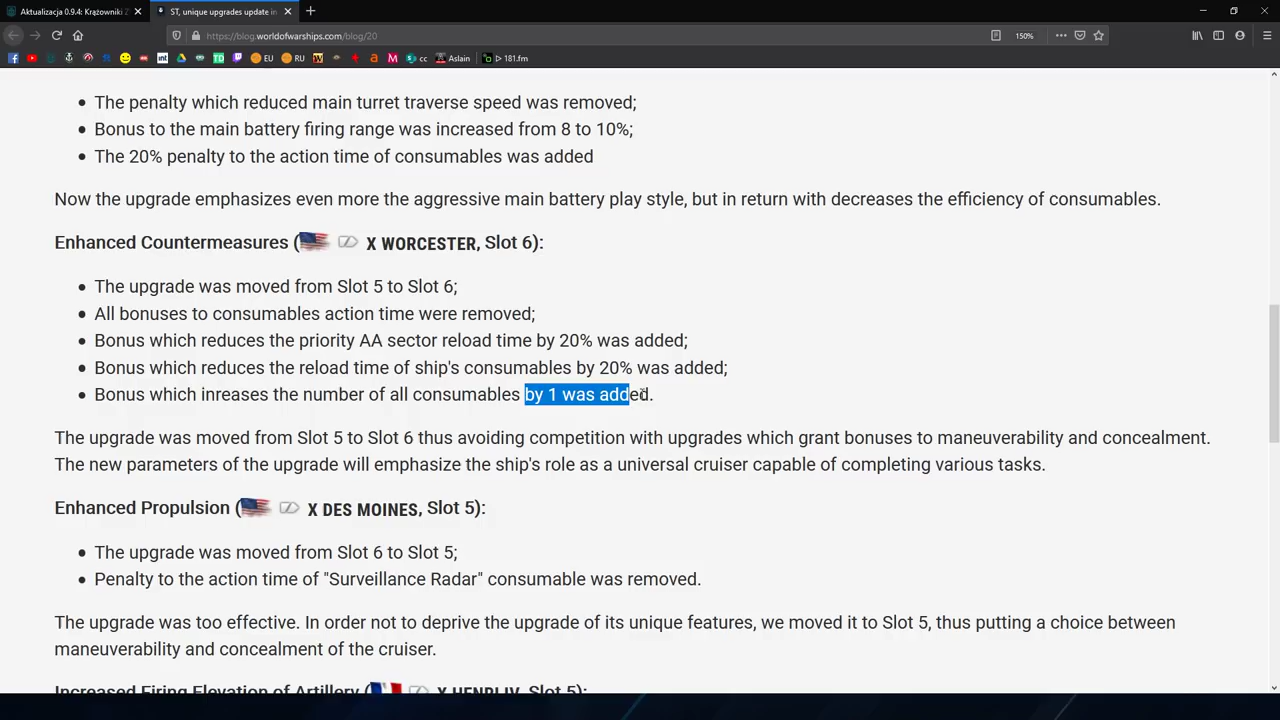 Aktualizacja 0.9.4: Krążowniki Z
ST, unique upgrades update in
https://blog.worldofwarships.com/blog/20
150%
EU
RU
cc
Aslain
181.fm
The penalty which reduced main turret traverse speed was removed;
Bonus to the main battery firing range was increased from 8 to 10%;
The 20% penalty to the action time of consumables was added
Now the upgrade emphasizes even more the aggressive main battery play style, but in return with decreases the efficiency of consumables.
Enhanced Countermeasures ( X WORCESTER, Slot 6):
The upgrade was moved from Slot 5 to Slot 6;
All bonuses to consumables action time were removed;
Bonus which reduces the priority AA sector reload time by 20% was added;
Bonus which reduces the reload time of ship's consumables by 20% was added;
Bonus which inreases the number of all consumables by 1 was added.
The upgrade was moved from Slot 5 to Slot 6 thus avoiding competition with upgrades which grant bonuses to maneuverability and concealment.
The new parameters of the upgrade will emphasize the ship's role as a universal cruiser capable of completing various tasks.
Enhanced Propulsion ( X DES MOINES, Slot 5):
The upgrade was moved from Slot 6 to Slot 5;
Penalty to the action time of "Surveillance Radar" consumable was removed.
The upgrade was too effective. In order not to deprive the upgrade of its unique features, we moved it to Slot 5, thus putting a choice between
maneuverability and concealment of the cruiser.
Increased Firing Elevation of Artillery ( X HENRI IV, Slot 5):